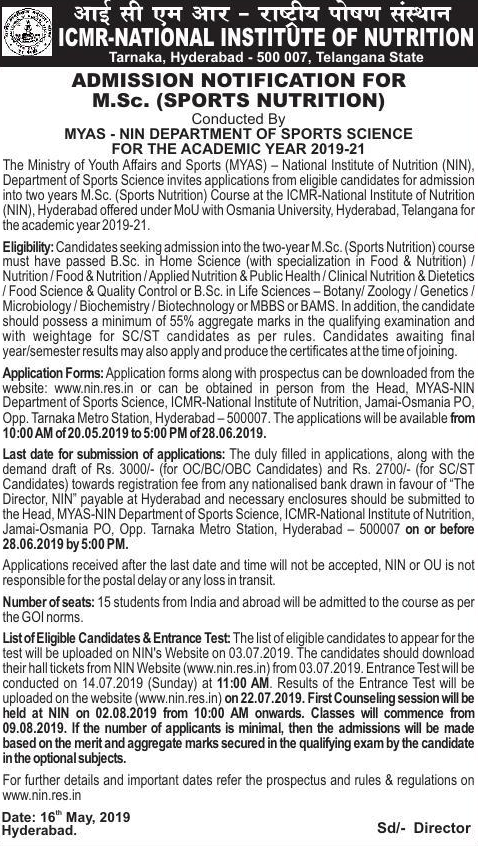 आई सी एम आर – राष्ट्रीय पोषण संस्थान
ICMR-NATIONAL INSTITUTE OF NUTRITION
Tarnaka, Hyderabad - 500 007, Telangana State
ADMISSION NOTIFICATION FOR
M.Sc. (SPORTS NUTRITION)
Conducted By
MYAS - NIN DEPARTMENT OF SPORTS SCIENCE
FOR THE ACADEMIC YEAR 2019-21
The Ministry of Youth Affairs and Sports (MYAS) – National Institute of Nutrition (NIN),
Department of Sports Science invites applications from eligible candidates for admission
into two years M.Sc. (Sports Nutrition) Course at the ICMR-National Institute of Nutrition
(NIN), Hyderabad offered under MoU with Osmania University, Hyderabad, Telangana for
the academic year 2019-21.
Eligibility: Candidates seeking admission into the two-year M.Sc. (Sports Nutrition) course
must have passed B.Sc. in Home Science (with specialization in Food & Nutrition) /
Nutrition / Food & Nutrition / Applied Nutrition & Public Health / Clinical Nutrition & Dietetics
/ Food Science & Quality Control or B.Sc. in Life Sciences – Botany/ Zoology / Genetics /
Microbiology / Biochemistry / Biotechnology or MBBS or BAMS. In addition, the candidate
should possess a minimum of 55% aggregate marks in the qualifying examination and
with weightage for SC/ST candidates as per rules. Candidates awaiting final
year/semester results may also apply and produce the certificates at the time of joining.
Application Forms: Application forms along with prospectus can be downloaded from the
website: www.nin.res.in or can be obtained in person from the Head, MYAS-NIN
Department of Sports Science, ICMR-National Institute of Nutrition, Jamai-Osmania PO,
Opp. Tarnaka Metro Station, Hyderabad – 500007. The applications will be available from
10:00 AM of 20.05.2019 to 5:00 PM of 28.06.2019.
Last date for submission of applications: The duly filled in applications, along with the
demand draft of Rs. 3000/- (for OC/BC/OBC Candidates) and Rs. 2700/- (for SC/ST
Candidates) towards registration fee from any nationalised bank drawn in favour of “The
Director, NIN” payable at Hyderabad and necessary enclosures should be submitted to
the Head, MYAS-NIN Department of Sports Science, ICMR-National Institute of Nutrition,
Jamai-Osmania PO, Opp. Tarnaka Metro Station, Hyderabad – 500007 on or before
28.06.2019 by 5:00 PM.
Applications received after the last date and time will not be accepted, NIN or OU is not
responsible for the postal delay or any loss in transit.
Number of seats: 15 students from India and abroad will be admitted to the course as per
the GOI norms.
List of Eligible Candidates & Entrance Test: The list of eligible candidates to appear for the
test will be uploaded on NIN's Website on 03.07.2019. The candidates should download
their hall tickets from NIN Website (www.nin.res.in) from 03.07.2019. Entrance Test will be
conducted on 14.07.2019 (Sunday) at 11:00 AM. Results of the Entrance Test will be
uploaded on the website (www.nin.res.in) on 22.07.2019. First Counseling session will be
held at NIN on 02.08.2019 from 10:00 AM onwards. Classes will commence from
09.08.2019. If the number of applicants is minimal, then the admissions will be made
based on the merit and aggregate marks secured in the qualifying exam by the candidate
in the optional subjects.
For further details and important dates refer the prospectus and rules & regulations on
www.nin.res.in
Date: 16th May, 2019
Hyderabad.
Sd/- Director